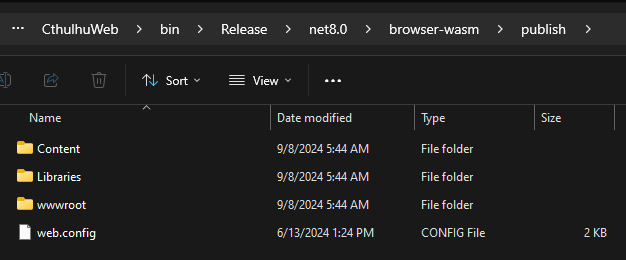 ··· CthulhuWeb > bin > Release > net8.0 > browser-wasm > publish >
Sort View ···
Name Date modified Type Size
Content 9/8/2024 5:44 AM File folder
Libraries 9/8/2024 5:44 AM File folder
wwwroot 9/8/2024 5:44 AM File folder
web.config 6/13/2024 1:24 PM CONFIG File 2 KB